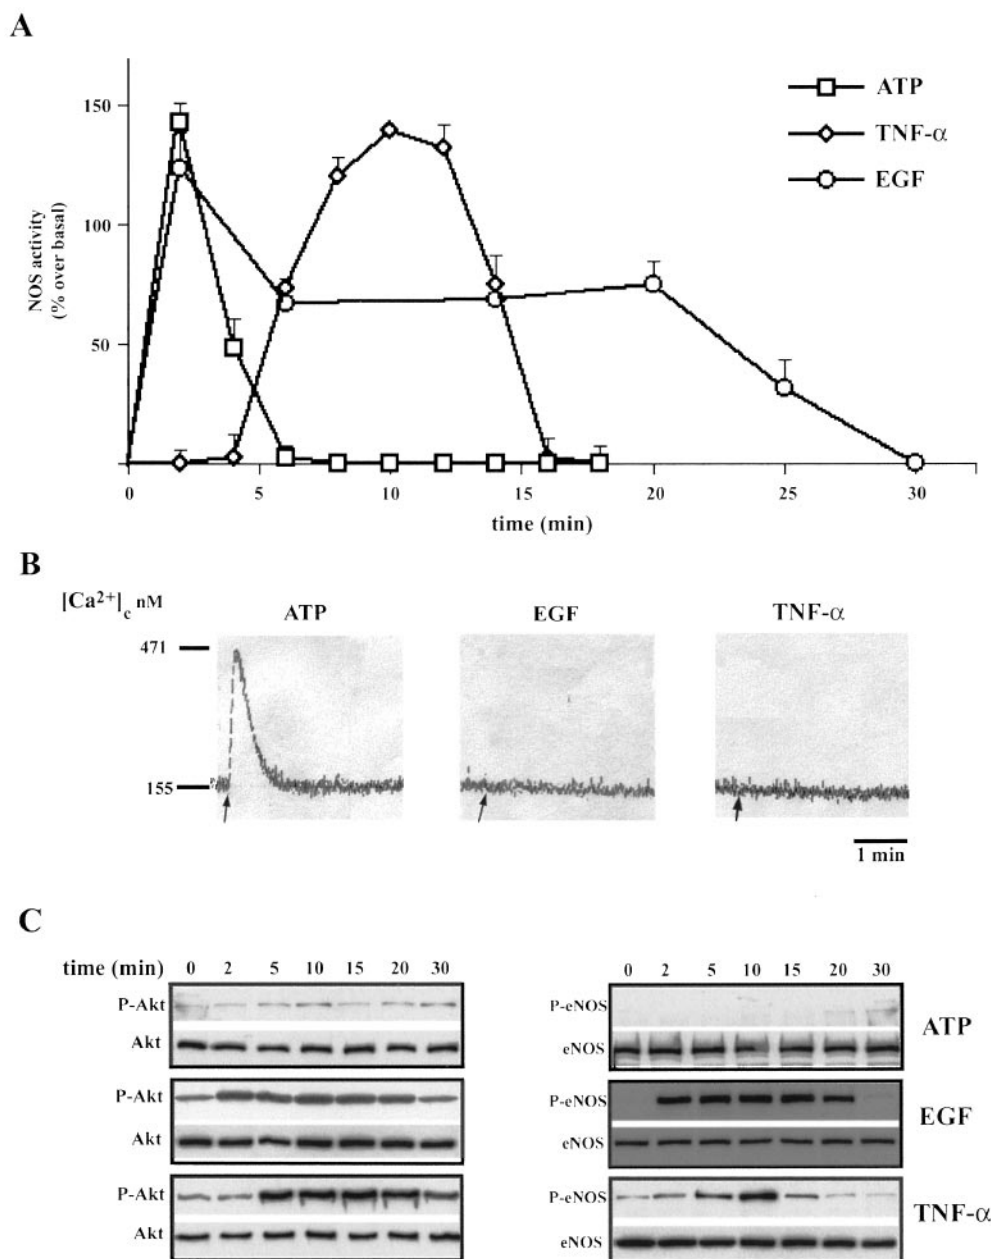 A
NOS activity
(% over basal)
150
100
50
0 5 10 15 20 25 30
time (min)
ATP
TNF-α
EGF
B
[Ca²⁺]c nM
ATP EGF TNF-α
471
155
1 min
C
time (min) 0 2 5 10 15 20 30
P-Akt
Akt
P-Akt
Akt
P-Akt
Akt
0 2 5 10 15 20 30
P-eNOS
eNOS
ATP
P-eNOS
eNOS
EGF
P-eNOS
eNOS
TNF-α